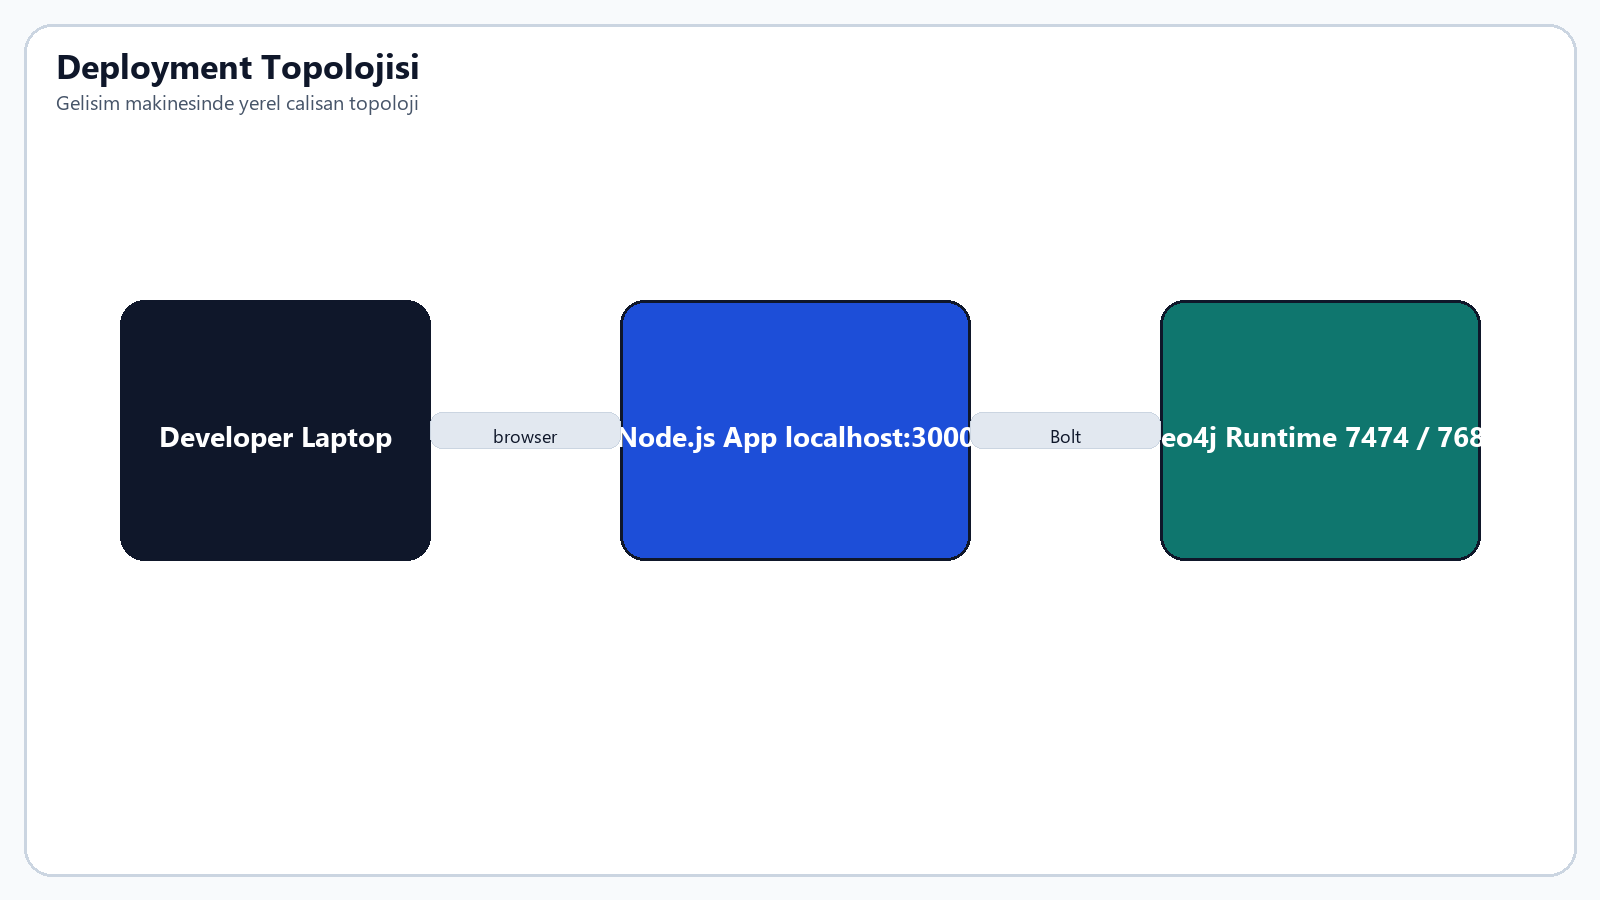 Deployment Topolojisi
Gelisim makinesinde yerel calisan topoloji
Developer Laptop
browser
Node.js App localhost:3000
Bolt
eo4j Runtime 7474 / 768